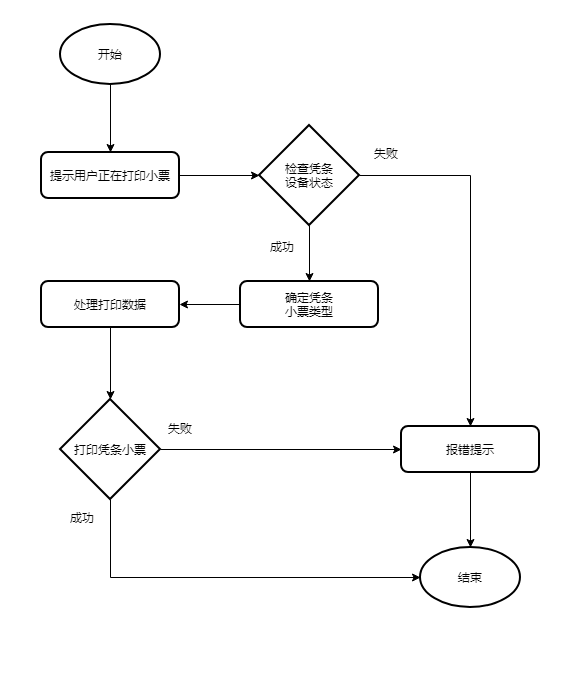 开始
提示用户正在打印小票
检查凭条
设备状态
失败
成功
处理打印数据
确定凭条
小票类型
打印凭条小票
失败
报错提示
成功
结束